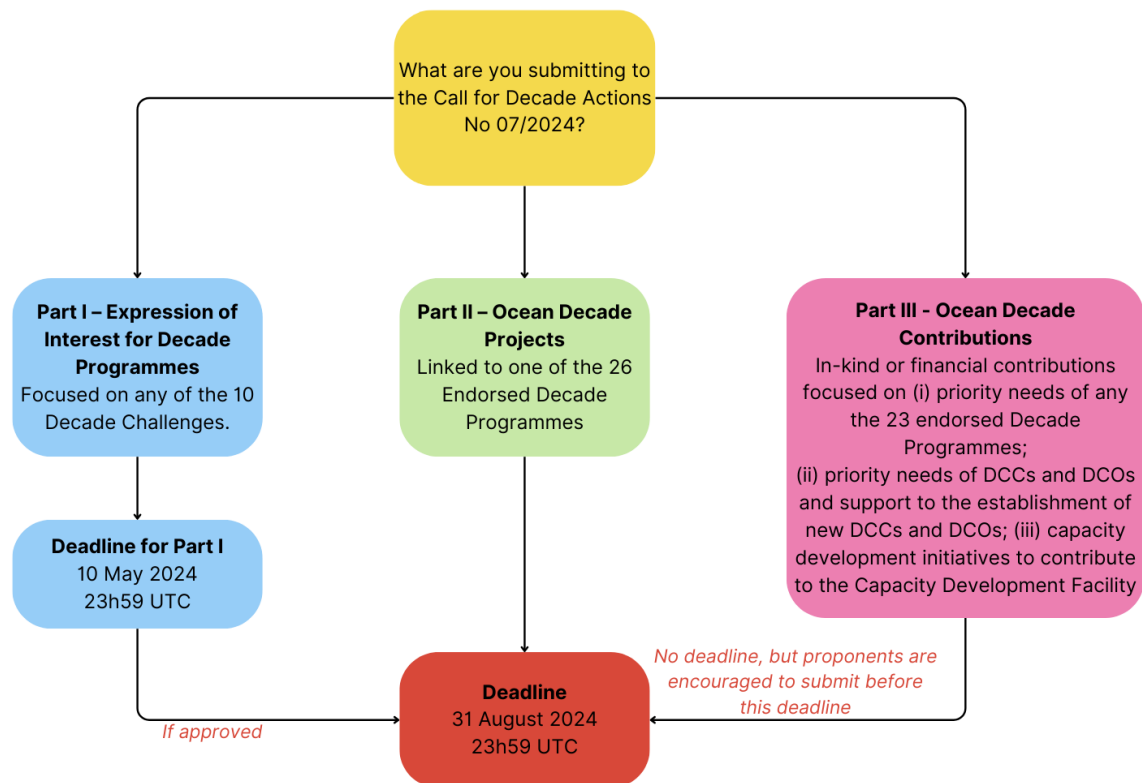 What are you submitting to
the Call for Decade Actions
No 07/2024?
Part I – Expression of
Interest for Decade
Programmes
Focused on any of the 10
Decade Challenges.
Part II – Ocean Decade
Projects
Linked to one of the 26
Endorsed Decade
Programmes
Part III - Ocean Decade
Contributions
In-kind or financial contributions
focused on (i) priority needs of any
the 23 endorsed Decade
Programmes;
(ii) priority needs of DCCs and DCOs
and support to the establishment of
new DCCs and DCOs; (iii) capacity
development initiatives to contribute
to the Capacity Development Facility
Deadline for Part I
10 May 2024
23h59 UTC
If approved
Deadline
31 August 2024
23h59 UTC
No deadline, but proponents are
encouraged to submit before
this deadline